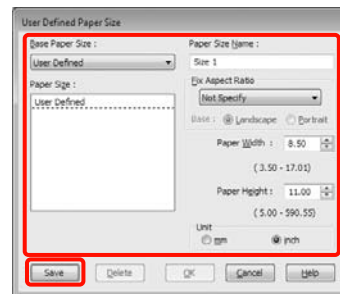 User Defined Paper Size
Base Paper Size :
User Defined
Paper Size :
User Defined
Paper Size Name :
Size 1
Fix Aspect Ratio
Not Specify
Base : Landscape Portrait
Paper Width : 8.50
(3.50 - 17.01)
Paper Height : 11.00
(5.00 - 590.55)
Unit
mm inch
Save Delete OK Cancel Help